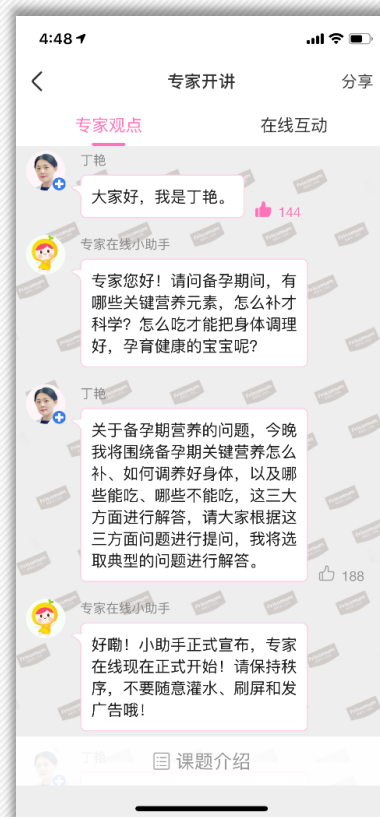 4:48
专家开讲
分享
专家观点
在线互动
丁艳
大家好，我是丁艳。
144
专家在线小助手
专家您好！请问备孕期间，有
哪些关键营养元素，怎么补才
科学？怎么吃才能把身体调理
好，孕育健康的宝宝呢？
丁艳
关于备孕期营养的问题，今晚
我将围绕备孕期关键营养怎么
补、如何调养好身体，以及哪
些能吃、哪些不能吃，这三大
方面进行解答，请大家根据这
三方面问题进行提问，我将选
取典型的问题进行解答。
188
专家在线小助手
好嘞！小助手正式宣布，专家
在线现在正式开始！请保持秩
序，不要随意灌水、刷屏和发
广告哦！
丁艳
课题介绍